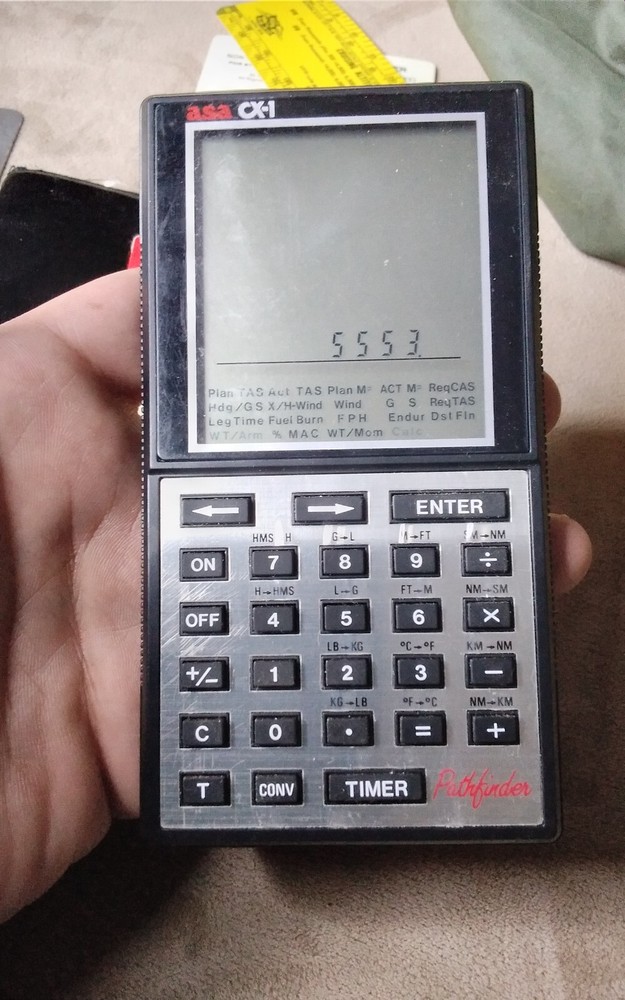 asa CX-1
5553.
Plan TAS Act TAS Plan M# ACT M# ReqCAS
Hdg/GS X/H-Wind Wind G S ReqTAS
LegTime Fuel Burn FPH Endur Dst Fln
WT/Arm % MAC WT/Mom Calc
← → ENTER
HMS H G→L M→FT SM→NM
ON 7 8 9 ÷
H→HMS L→G FT→M NM→SM
OFF 4 5 6 ×
LB→KG °C→°F KM→NM
+/− 1 2 3 −
KG→LB °F→°C NM→KM
C 0 • = +
T CONV TIMER Pathfinder